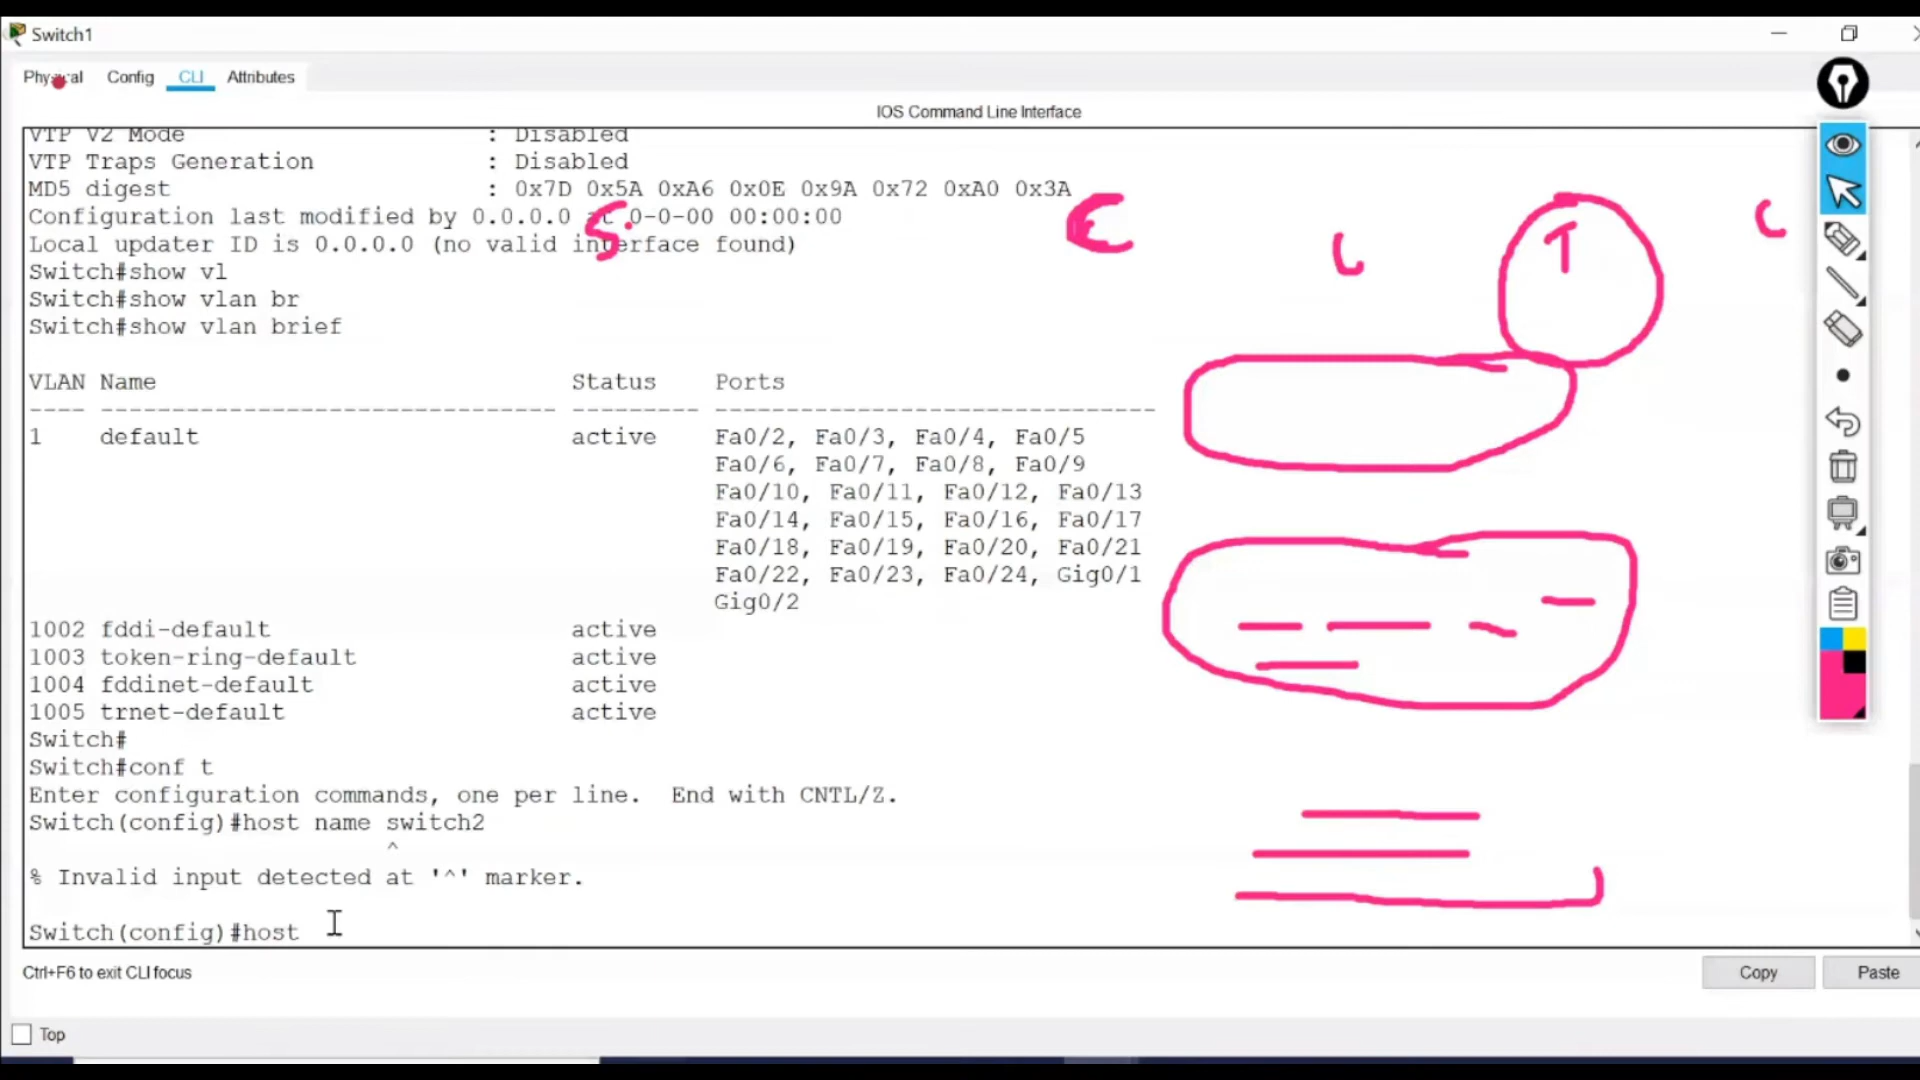 Switch1
Physical Config CLI Attributes
IOS Command Line Interface
VTP V2 Mode : Disabled
VTP Traps Generation : Disabled
MD5 digest : 0x7D 0x5A 0xA6 0x0E 0x9A 0x72 0xA0 0x3A
Configuration last modified by 0.0.0.0 at 0-0-00 00:00:00
Local updater ID is 0.0.0.0 (no valid interface found)
Switch#show vl
Switch#show vlan br
Switch#show vlan brief
VLAN Name Status Ports
---- -------------------------------- --------- -------------------------------
1 default active Fa0/2, Fa0/3, Fa0/4, Fa0/5
Fa0/6, Fa0/7, Fa0/8, Fa0/9
Fa0/10, Fa0/11, Fa0/12, Fa0/13
Fa0/14, Fa0/15, Fa0/16, Fa0/17
Fa0/18, Fa0/19, Fa0/20, Fa0/21
Fa0/22, Fa0/23, Fa0/24, Gig0/1
Gig0/2
1002 fddi-default active
1003 token-ring-default active
1004 fddinet-default active
1005 trnet-default active
Switch#
Switch#conf t
Enter configuration commands, one per line. End with CNTL/Z.
Switch(config)#host name switch2
^
% Invalid input detected at '^' marker.
Switch(config)#host
Ctrl+F6 to exit CLI focus
Copy Paste
Top